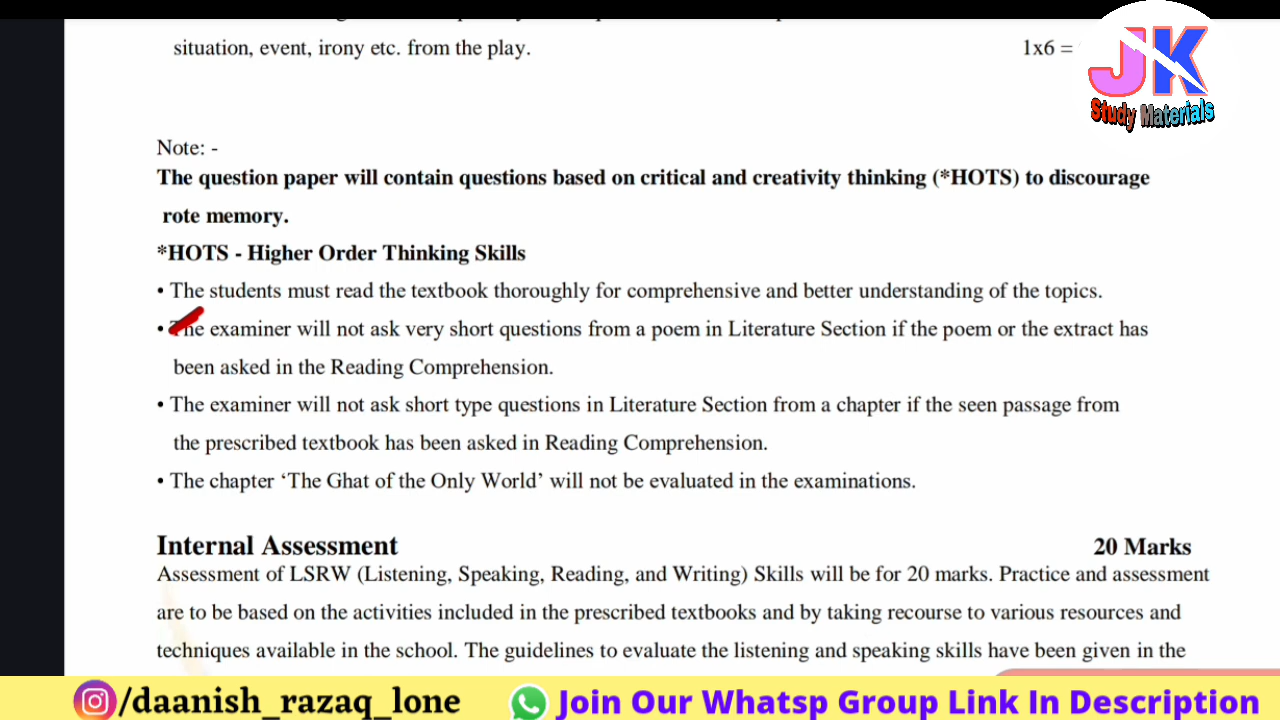 situation, event, irony etc. from the play. 1x6 =
JK
Study Materials
Note: -
The question paper will contain questions based on critical and creativity thinking (*HOTS) to discourage
rote memory.
*HOTS - Higher Order Thinking Skills
• The students must read the textbook thoroughly for comprehensive and better understanding of the topics.
• The examiner will not ask very short questions from a poem in Literature Section if the poem or the extract has
been asked in the Reading Comprehension.
• The examiner will not ask short type questions in Literature Section from a chapter if the seen passage from
the prescribed textbook has been asked in Reading Comprehension.
• The chapter ‘The Ghat of the Only World’ will not be evaluated in the examinations.
Internal Assessment 20 Marks
Assessment of LSRW (Listening, Speaking, Reading, and Writing) Skills will be for 20 marks. Practice and assessment
are to be based on the activities included in the prescribed textbooks and by taking recourse to various resources and
techniques available in the school. The guidelines to evaluate the listening and speaking skills have been given in the
/daanish_razaq_lone Join Our Whatsp Group Link In Description